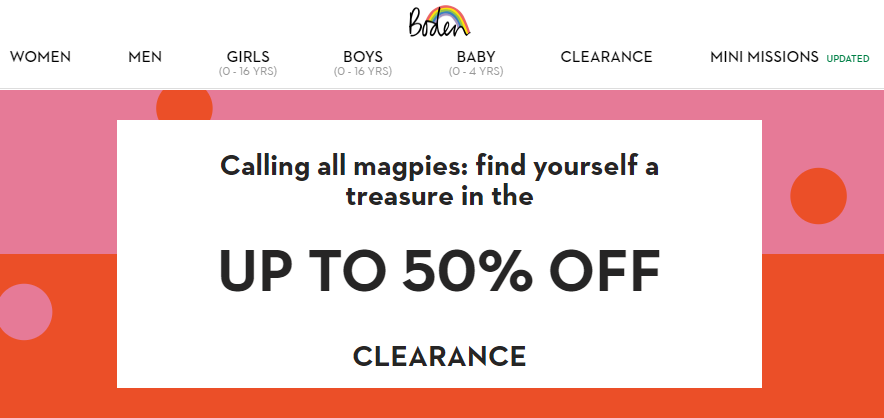 Boden
WOMEN MEN GIRLS BOYS BABY CLEARANCE MINI MISSIONS UPDATED
(0 - 16 YRS) (0 - 16 YRS) (0 - 4 YRS)
Calling all magpies: find yourself a
treasure in the
UP TO 50% OFF
CLEARANCE